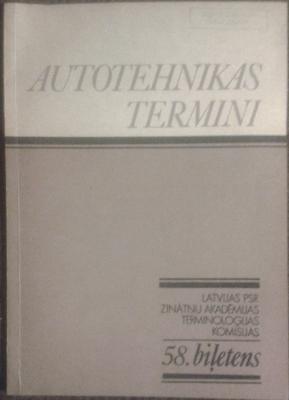 AUTOTEHNIKAS
TERMINI
LATVIJAS PSR
ZINĀTŅU AKADĒMIJAS
TERMINOLOĢIJAS
KOMISIJAS
58. biļetens